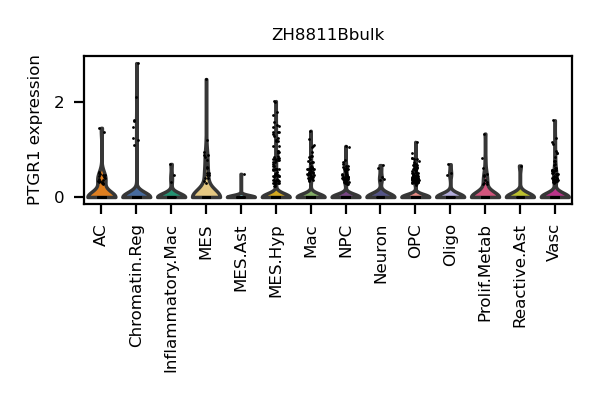 ZH8811Bbulk
PTGR1 expression
2
0
AC
Chromatin.Reg
Inflammatory.Mac
MES
MES.Ast
MES.Hyp
Mac
NPC
Neuron
OPC
Oligo
Prolif.Metab
Reactive.Ast
Vasc